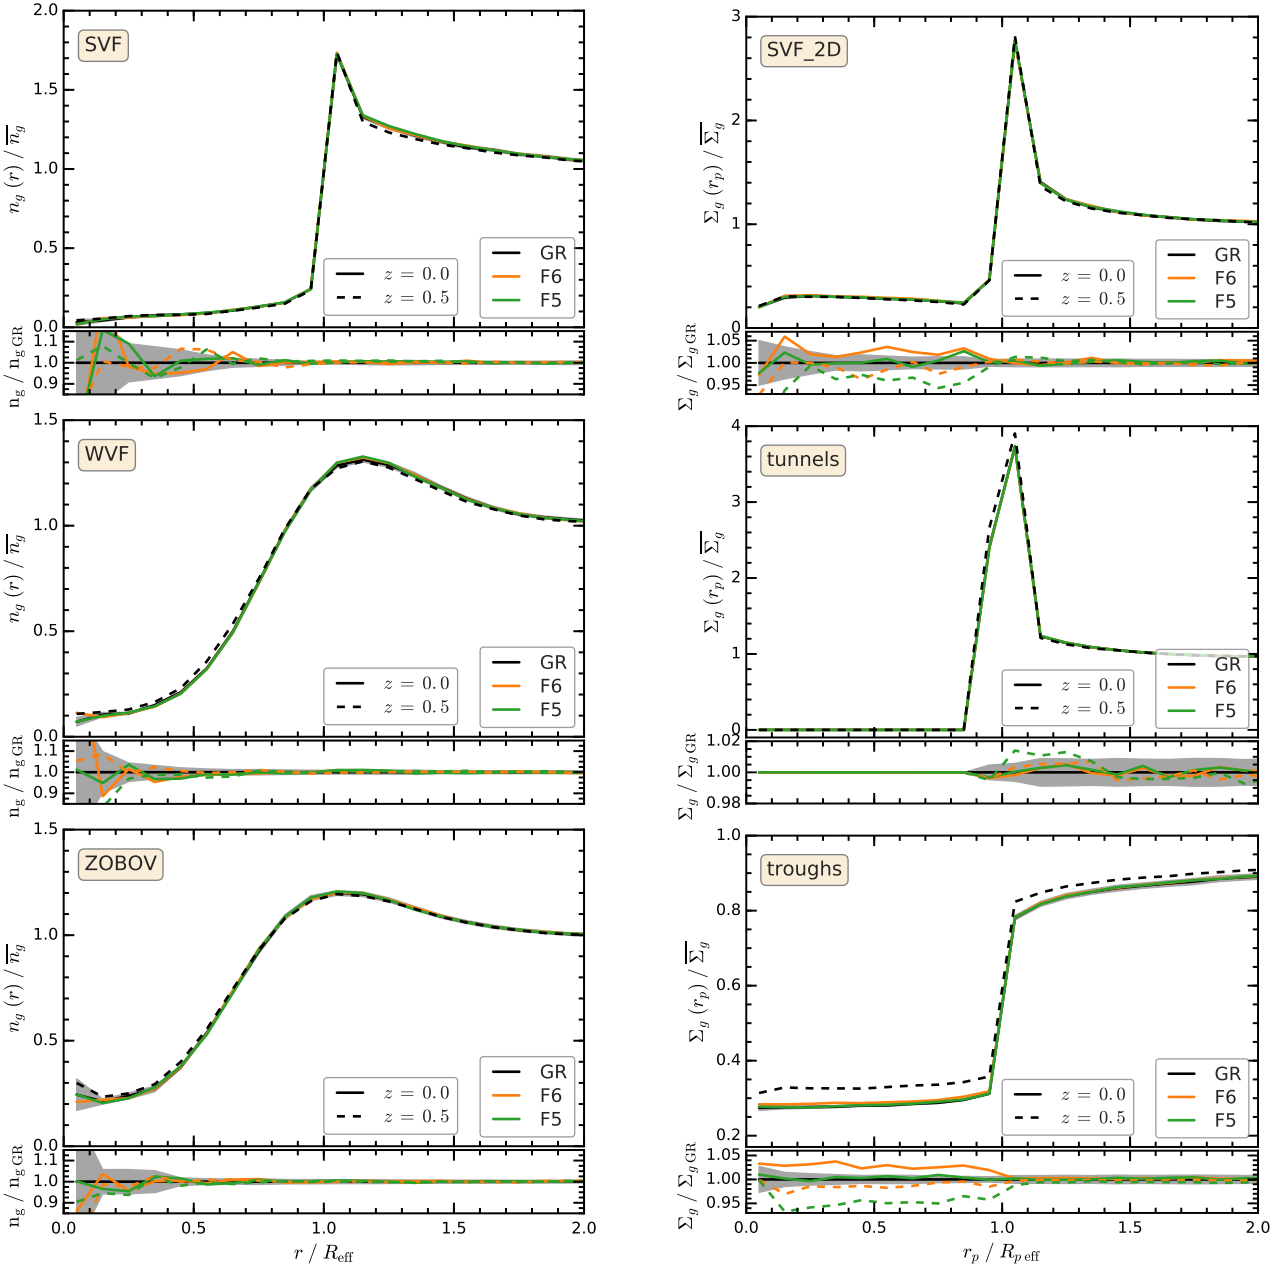 SVF
n_g (r) / \overline{n}_g
2.0
1.5
1.0
0.5
0.0
z = 0.0
z = 0.5
GR
F6
F5
n_g / n_g GR
1.1
1.0
0.9
SVF_2D
Σ_g (r_p) / \overline{Σ}_g
3
2
1
0
z = 0.0
z = 0.5
GR
F6
F5
Σ_g / Σ_g GR
1.05
1.00
0.95
WVF
n_g (r) / \overline{n}_g
1.5
1.0
0.5
0.0
z = 0.0
z = 0.5
GR
F6
F5
n_g / n_g GR
1.1
1.0
0.9
tunnels
Σ_g (r_p) / \overline{Σ}_g
4
3
2
1
0
z = 0.0
z = 0.5
GR
F6
F5
Σ_g / Σ_g GR
1.02
1.00
0.98
ZOBOV
n_g (r) / \overline{n}_g
1.5
1.0
0.5
0.0
z = 0.0
z = 0.5
GR
F6
F5
n_g / n_g GR
1.1
1.0
0.9
0.0 0.5 1.0 1.5 2.0
r / R_eff
troughs
Σ_g (r_p) / \overline{Σ}_g
1.0
0.8
0.6
0.4
0.2
z = 0.0
z = 0.5
GR
F6
F5
Σ_g / Σ_g GR
1.05
1.00
0.95
0.0 0.5 1.0 1.5 2.0
r_p / R_p eff